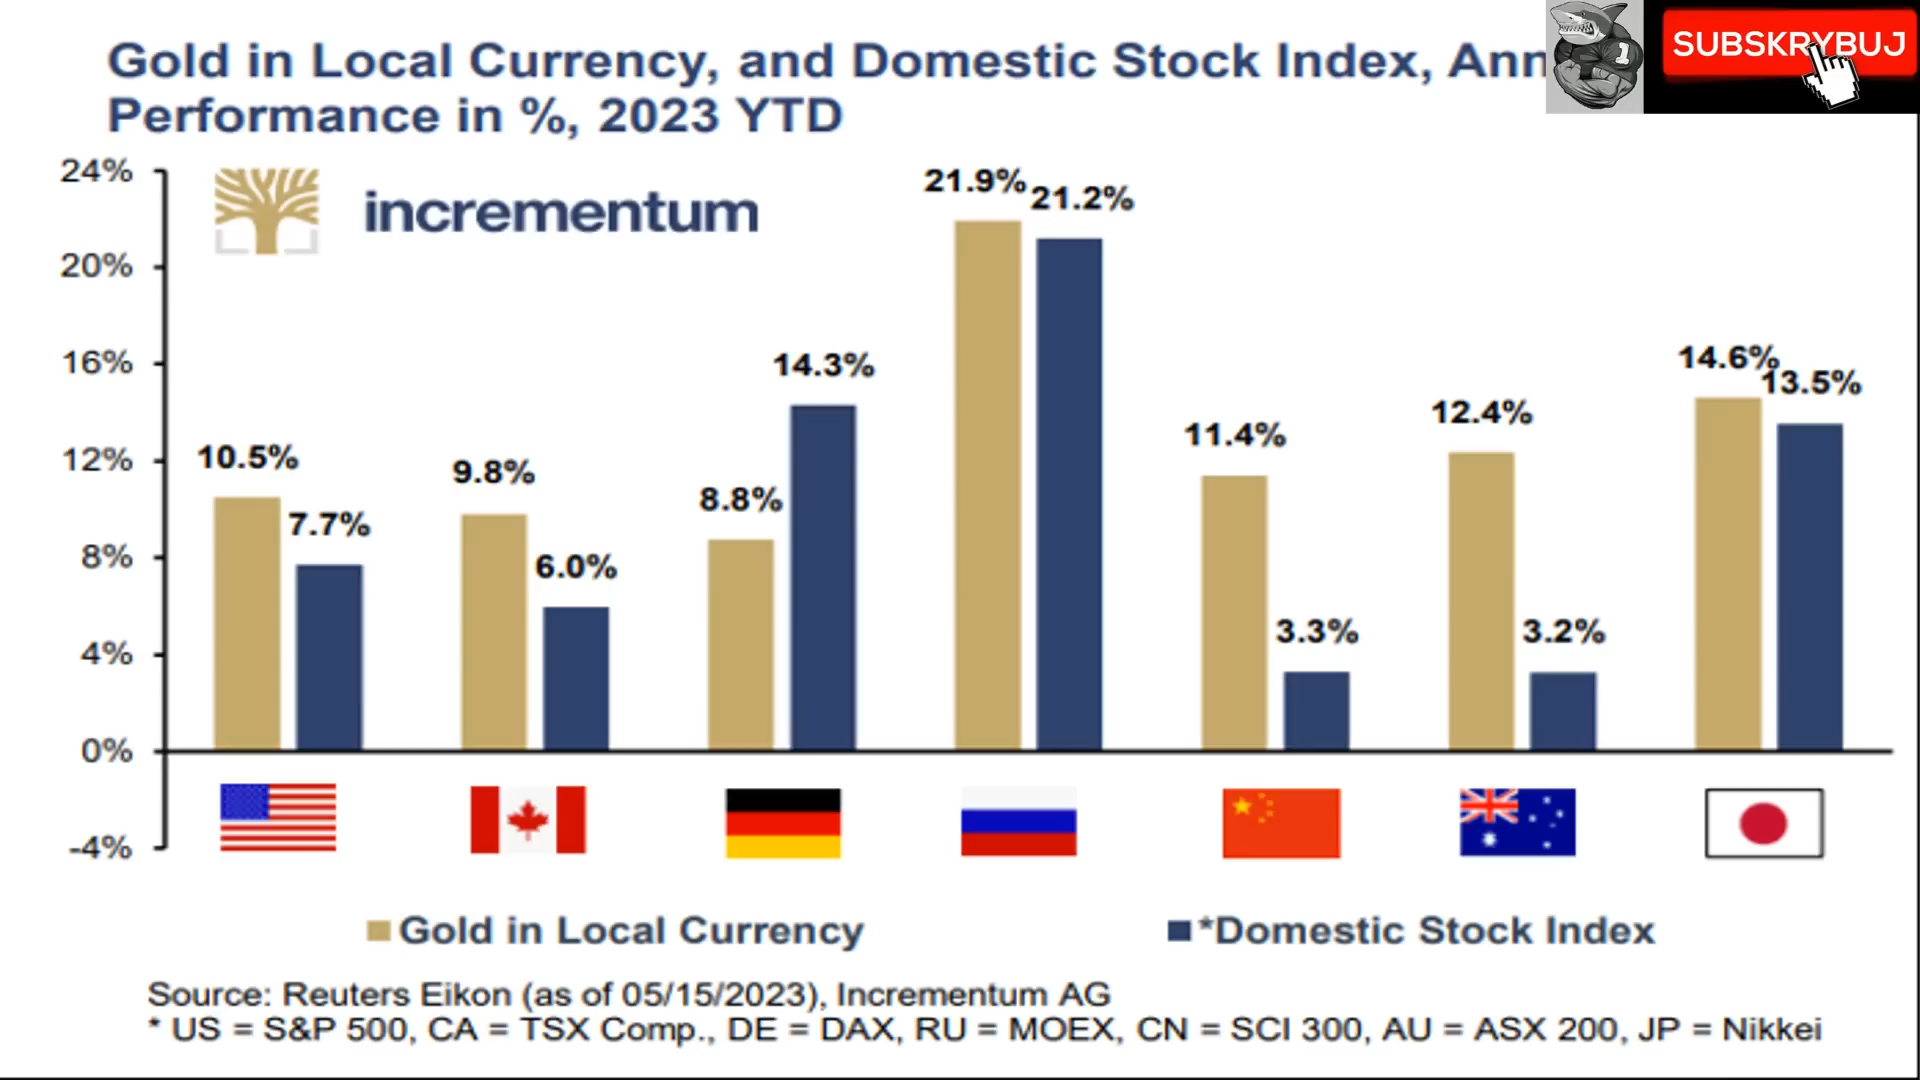 Gold in Local Currency, and Domestic Stock Index,
Performance in %, 2023 YTD
1
SUBSKRYBUJ
incrementum
24%
20%
16%
12%
8%
4%
0%
-4%
10.5%
7.7%
9.8%
6.0%
8.8%
14.3%
21.9%
21.2%
11.4%
3.3%
12.4%
3.2%
14.6%
13.5%
Gold in Local Currency
*Domestic Stock Index
Source: Reuters Eikon (as of 05/15/2023), Incrementum AG
* US = S&P 500, CA = TSX Comp., DE = DAX, RU = MOEX, CN = SCI 300, AU = ASX 200, JP = Nikkei